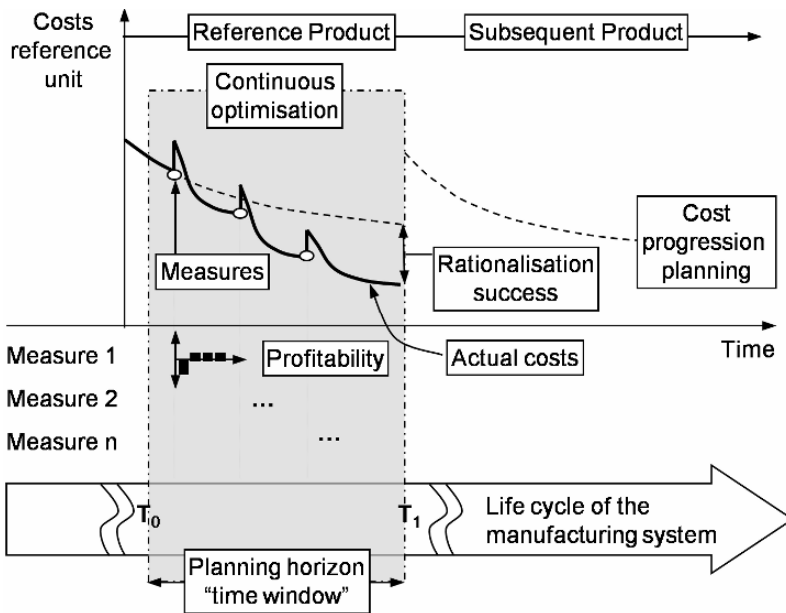 Costs
reference
unit
Reference Product
Subsequent Product
Continuous
optimisation
Cost
progression
planning
Measures
Rationalisation
success
Time
Measure 1
Profitability
Actual costs
Measure 2
...
Measure n
...
T0
T1
Life cycle of the
manufacturing system
Planning horizon
“time window”